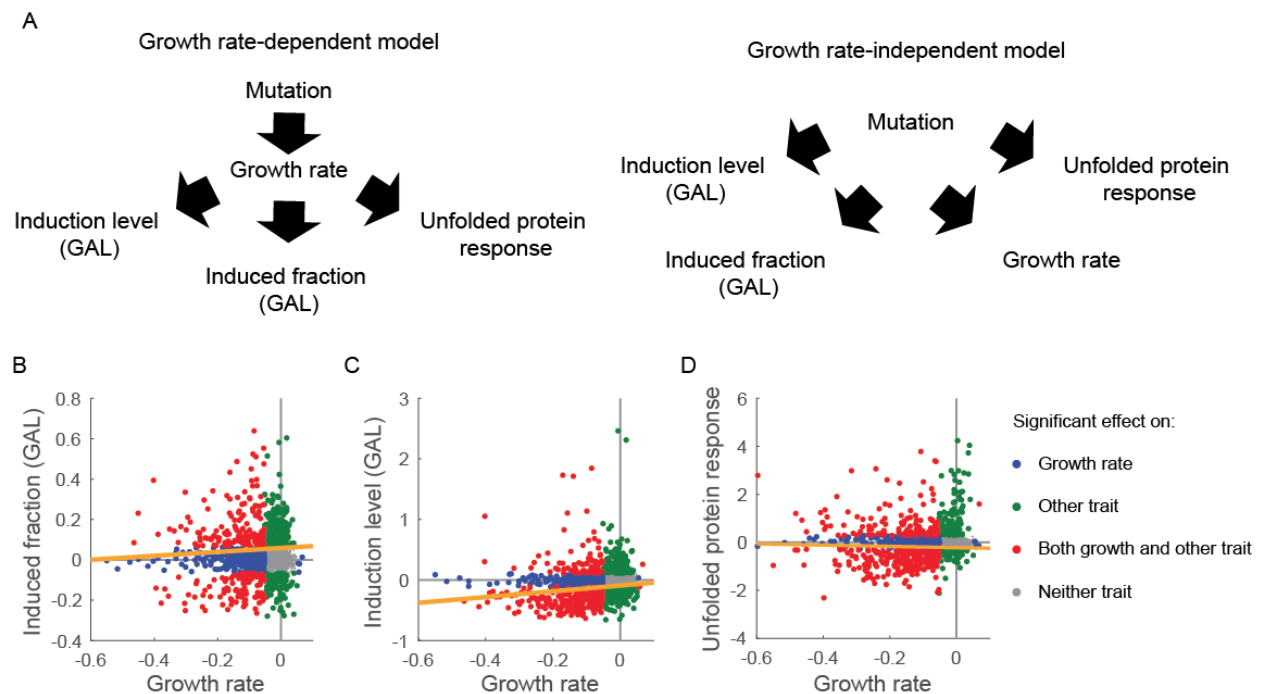 A
Growth rate-dependent model
Mutation
Growth rate
Induction level
(GAL)
Induced fraction
(GAL)
Unfolded protein
response
Growth rate-independent model
Mutation
Induction level
(GAL)
Unfolded protein
response
Induced fraction
(GAL)
Growth rate
B
Induced fraction (GAL)
0.8
0.6
0.4
0.2
0
-0.2
-0.4
-0.6
-0.4
-0.2
0
Growth rate
C
Induction level (GAL)
3
2
1
0
-1
-0.6
-0.4
-0.2
0
Growth rate
D
Unfolded protein response
6
4
2
0
-2
-4
-0.6
-0.4
-0.2
0
Growth rate
Significant effect on:
Growth rate
Other trait
Both growth and other trait
Neither trait